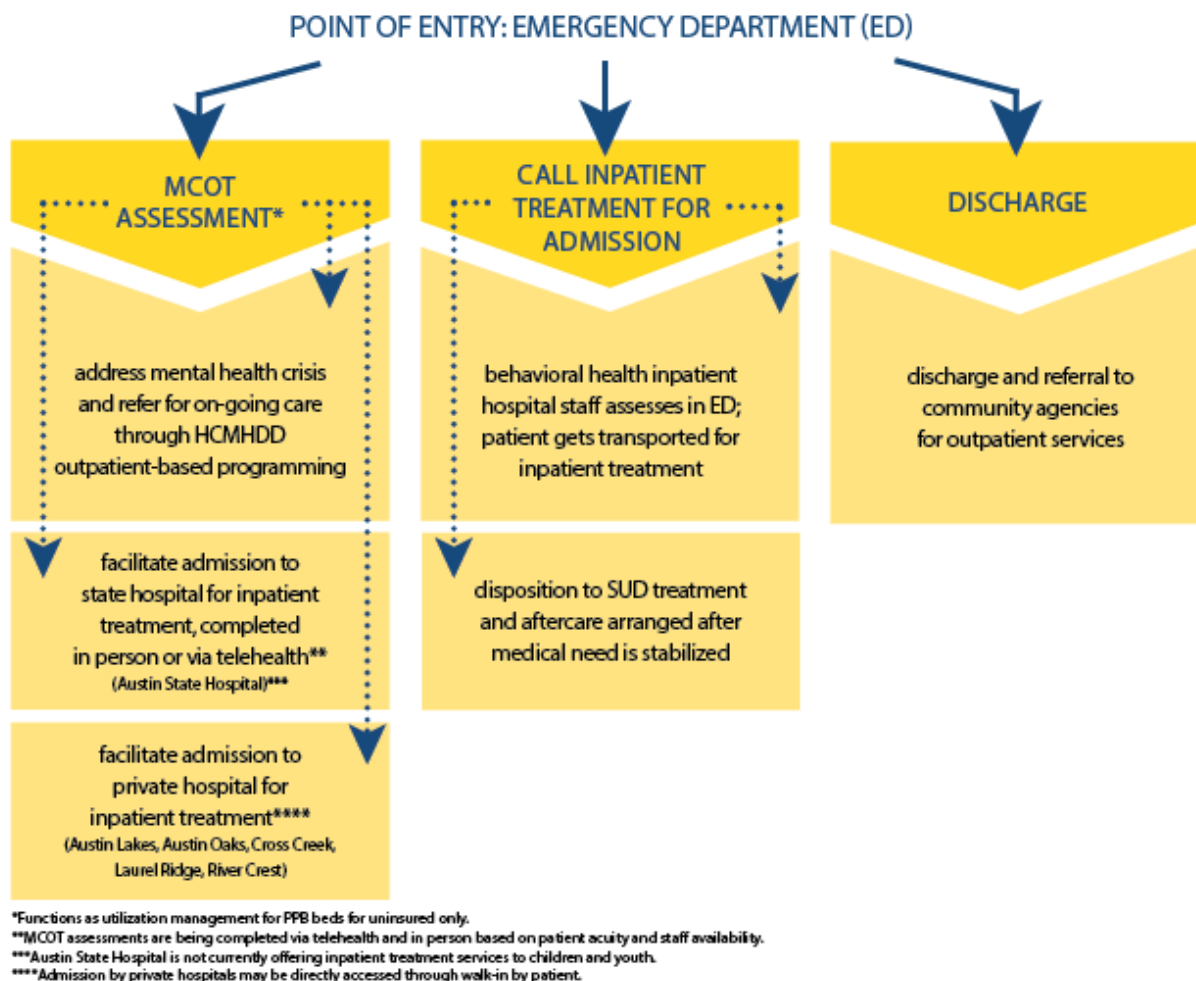 POINT OF ENTRY: EMERGENCY DEPARTMENT (ED)
MCOT
ASSESSMENT*
address mental health crisis
and refer for on-going care
through HCMHDD
outpatient-based programming
facilitate admission to
state hospital for inpatient
treatment, completed
in person or via telehealth**
(Austin State Hospital)***
facilitate admission to
private hospital for
inpatient treatment****
(Austin Lakes, Austin Oaks, Cross Creek,
Laurel Ridge, River Crest)
CALL INPATIENT
TREATMENT FOR
ADMISSION
behavioral health inpatient
hospital staff assesses in ED;
patient gets transported for
inpatient treatment
disposition to SUD treatment
and aftercare arranged after
medical need is stabilized
DISCHARGE
discharge and referral to
community agencies
for outpatient services
*Functions as utilization management for PPB beds for uninsured only.
**MCOT assessments are being completed via telehealth and in person based on patient acuity and staff availability.
***Austin State Hospital is not currently offering inpatient treatment services to children and youth.
****Admission by private hospitals may be directly accessed through walk-in by patient.